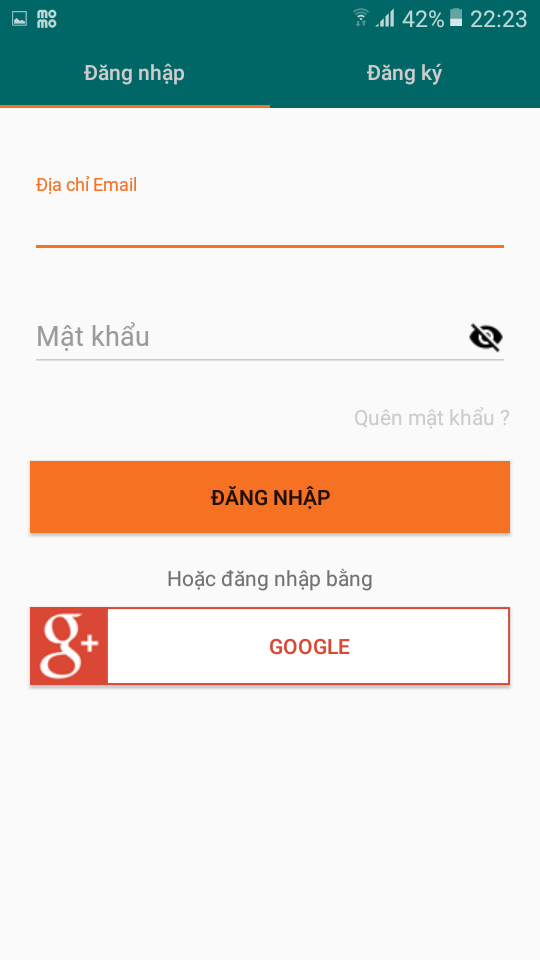 mo
mo
42% 22:23
Đăng nhập Đăng ký
Địa chỉ Email
Mật khẩu
Quên mật khẩu ?
ĐĂNG NHẬP
Hoặc đăng nhập bằng
g+ GOOGLE